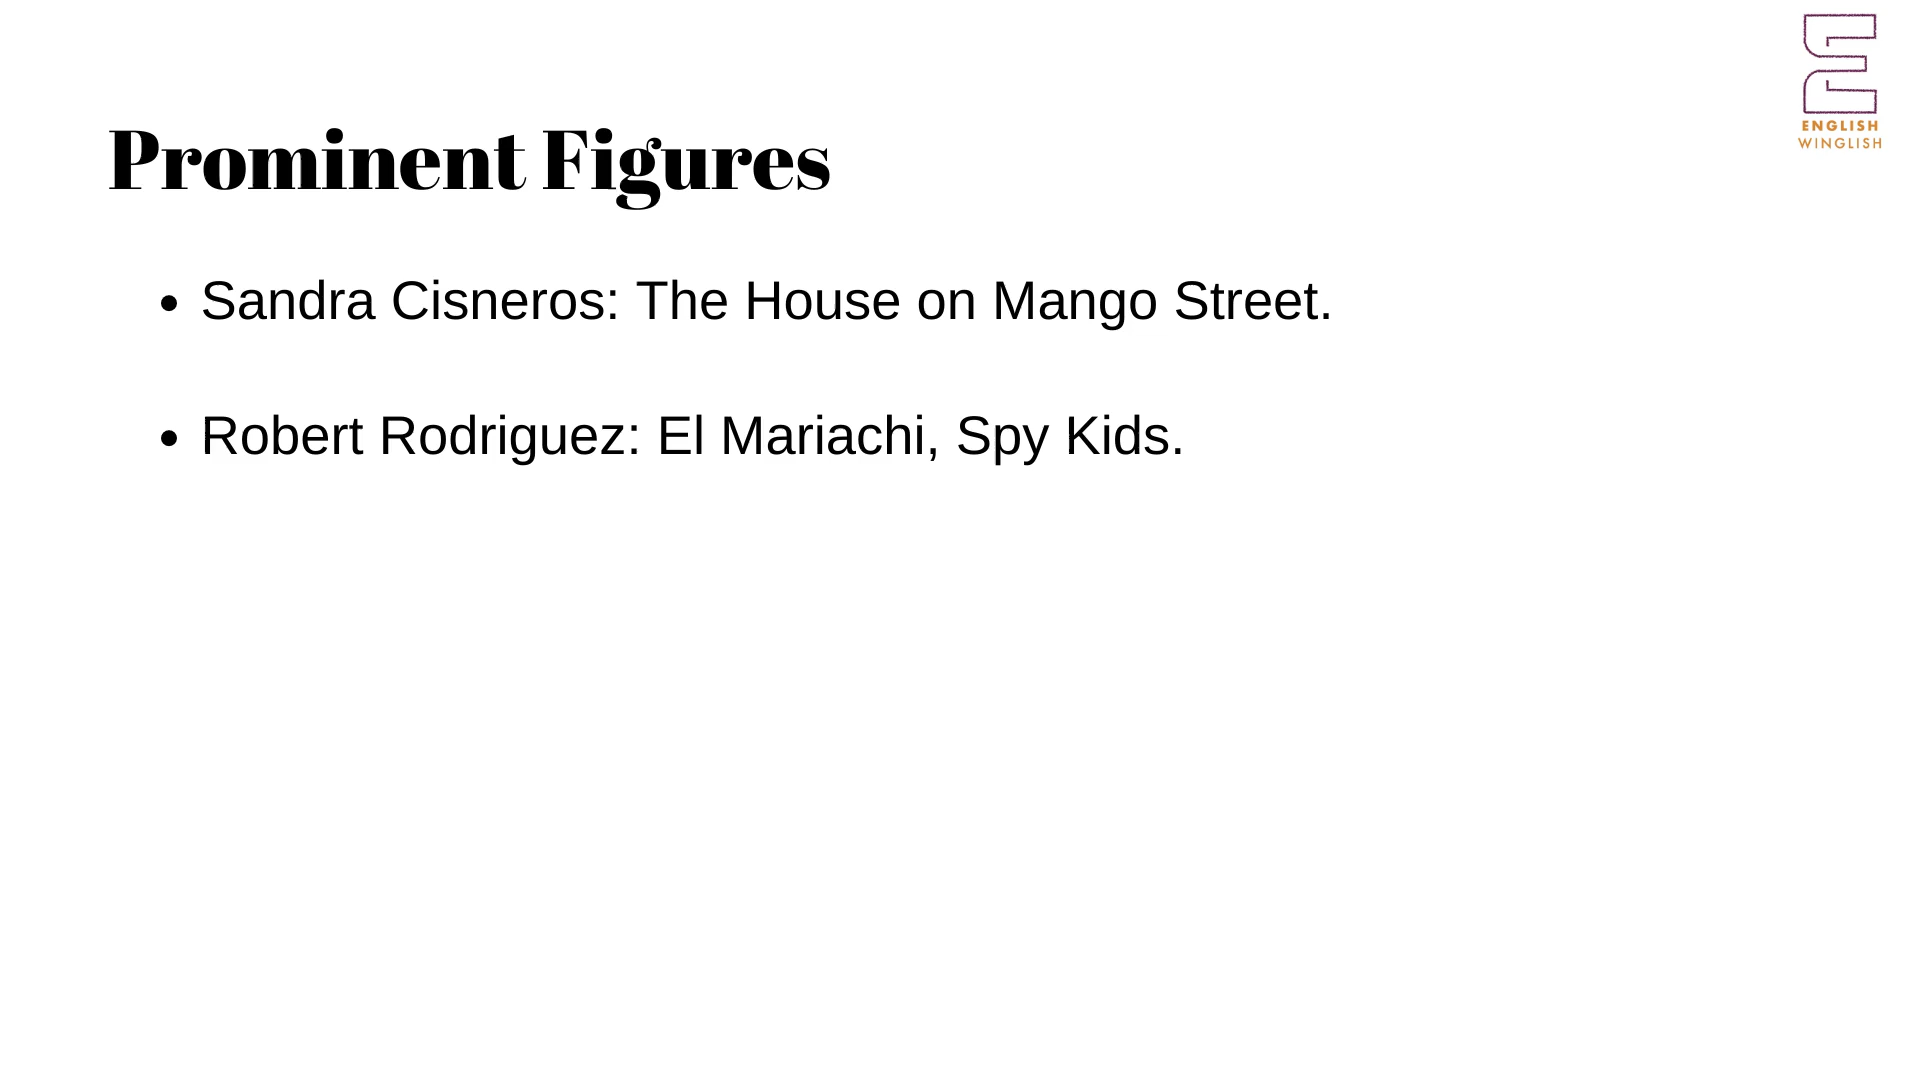 ENGLISH
WINGLISH
Prominent Figures
• Sandra Cisneros: The House on Mango Street.
• Robert Rodriguez: El Mariachi, Spy Kids.